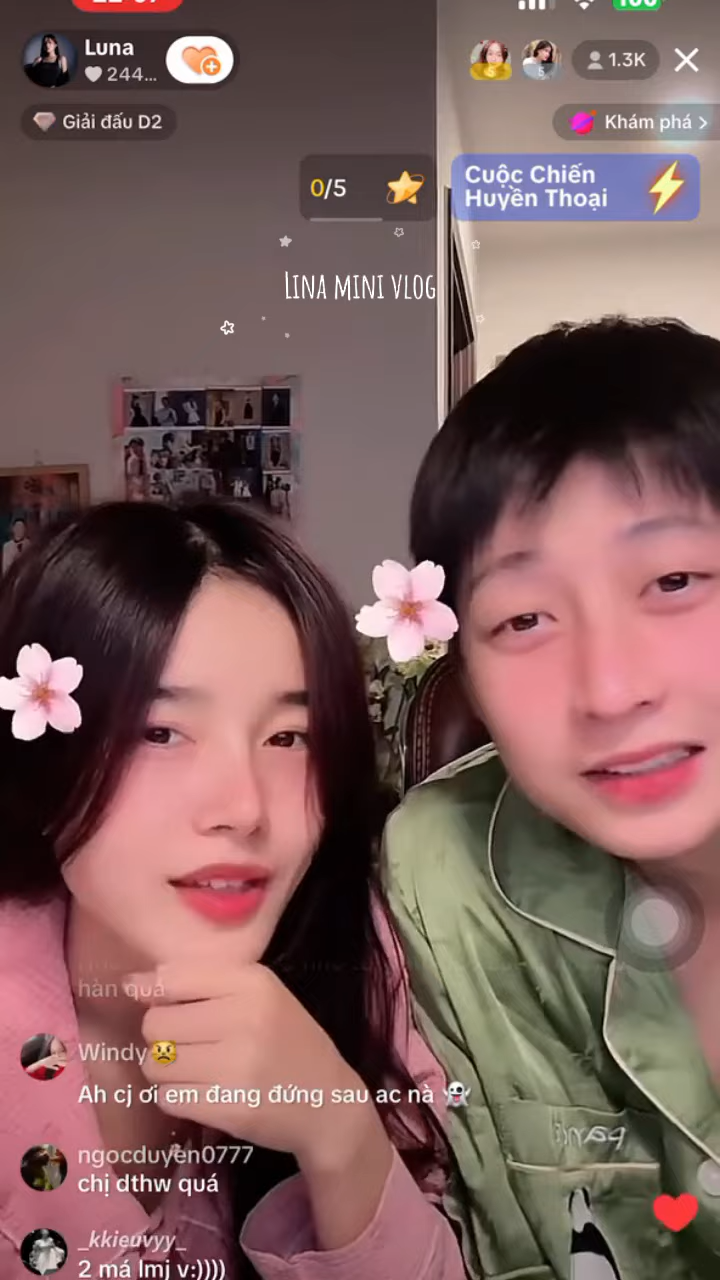 Luna
244...
1.3K
Giải đấu D2
Khám phá >
0/5
Cuộc Chiến
Huyền Thoại
LINA MINI VLOG
hàn quá
Windy😾
Ah cj ơi em đang đứng sau ac nà 👻
ngocduyen0777
chị dthw quá
_kkieuvyy_
2 má lmj v:))))